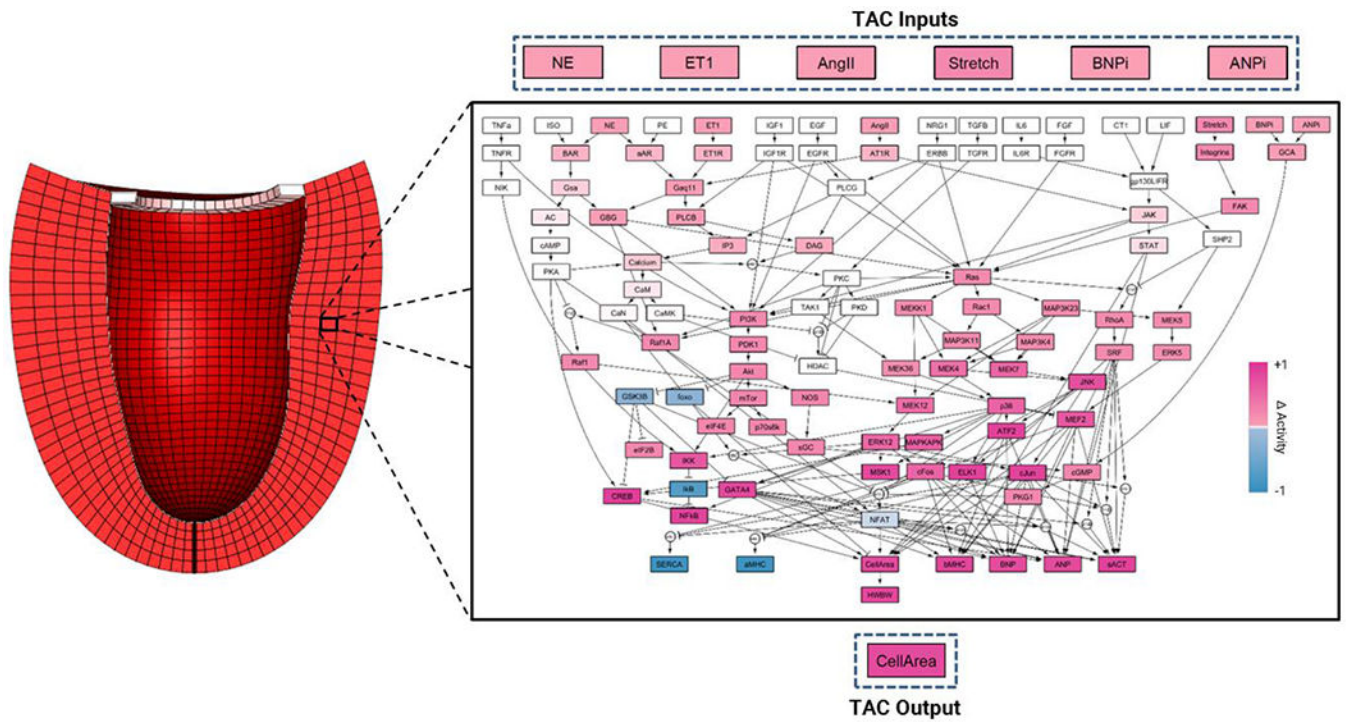 TAC Inputs
NE ET1 AngII Stretch BNPi ANPi
TNFa ISO NE PE ET1 IGF1 EGF AngII NRG1 TGFB IL6 FGF CT1 LIF Stretch BNPi ANPi
TNFR BAR aAR ET1R IGF1R EGFR AT1R ERBB TGFR IL6R FGFR Integrins GCA
NIK Gsa Gaq11 PLCG gp130LIFR
AC GBG PLCB JAK FAK
cAMP IP3 DAG STAT SHP2
PKA Calcium PKC Ras
CaM
CaN CaMK PI3K TAK1 PKD MEKK1 Rac1 MAP3K23 RhoA MEK5
Raf1A PDK1 MAP3K11 MAP3K4 SRF ERK5
Raf1 Akt HDAC MEK36 MEK4 MEK7 JNK
GSK3B foxo mTor NOS MEK12 p38 MEF2
eIF4E p70s6k ATF2
eIF2B sGC ERK12 MAPKAPK
IKK MSK1 cFos ELK1 cJun cGMP
CREB IkB GATA4 PKG1
NFkB NFAT
SERCA aMHC CellArea bMHC BNP ANP sACT
HWBW
+1
Δ Activity
-1
CellArea
TAC Output